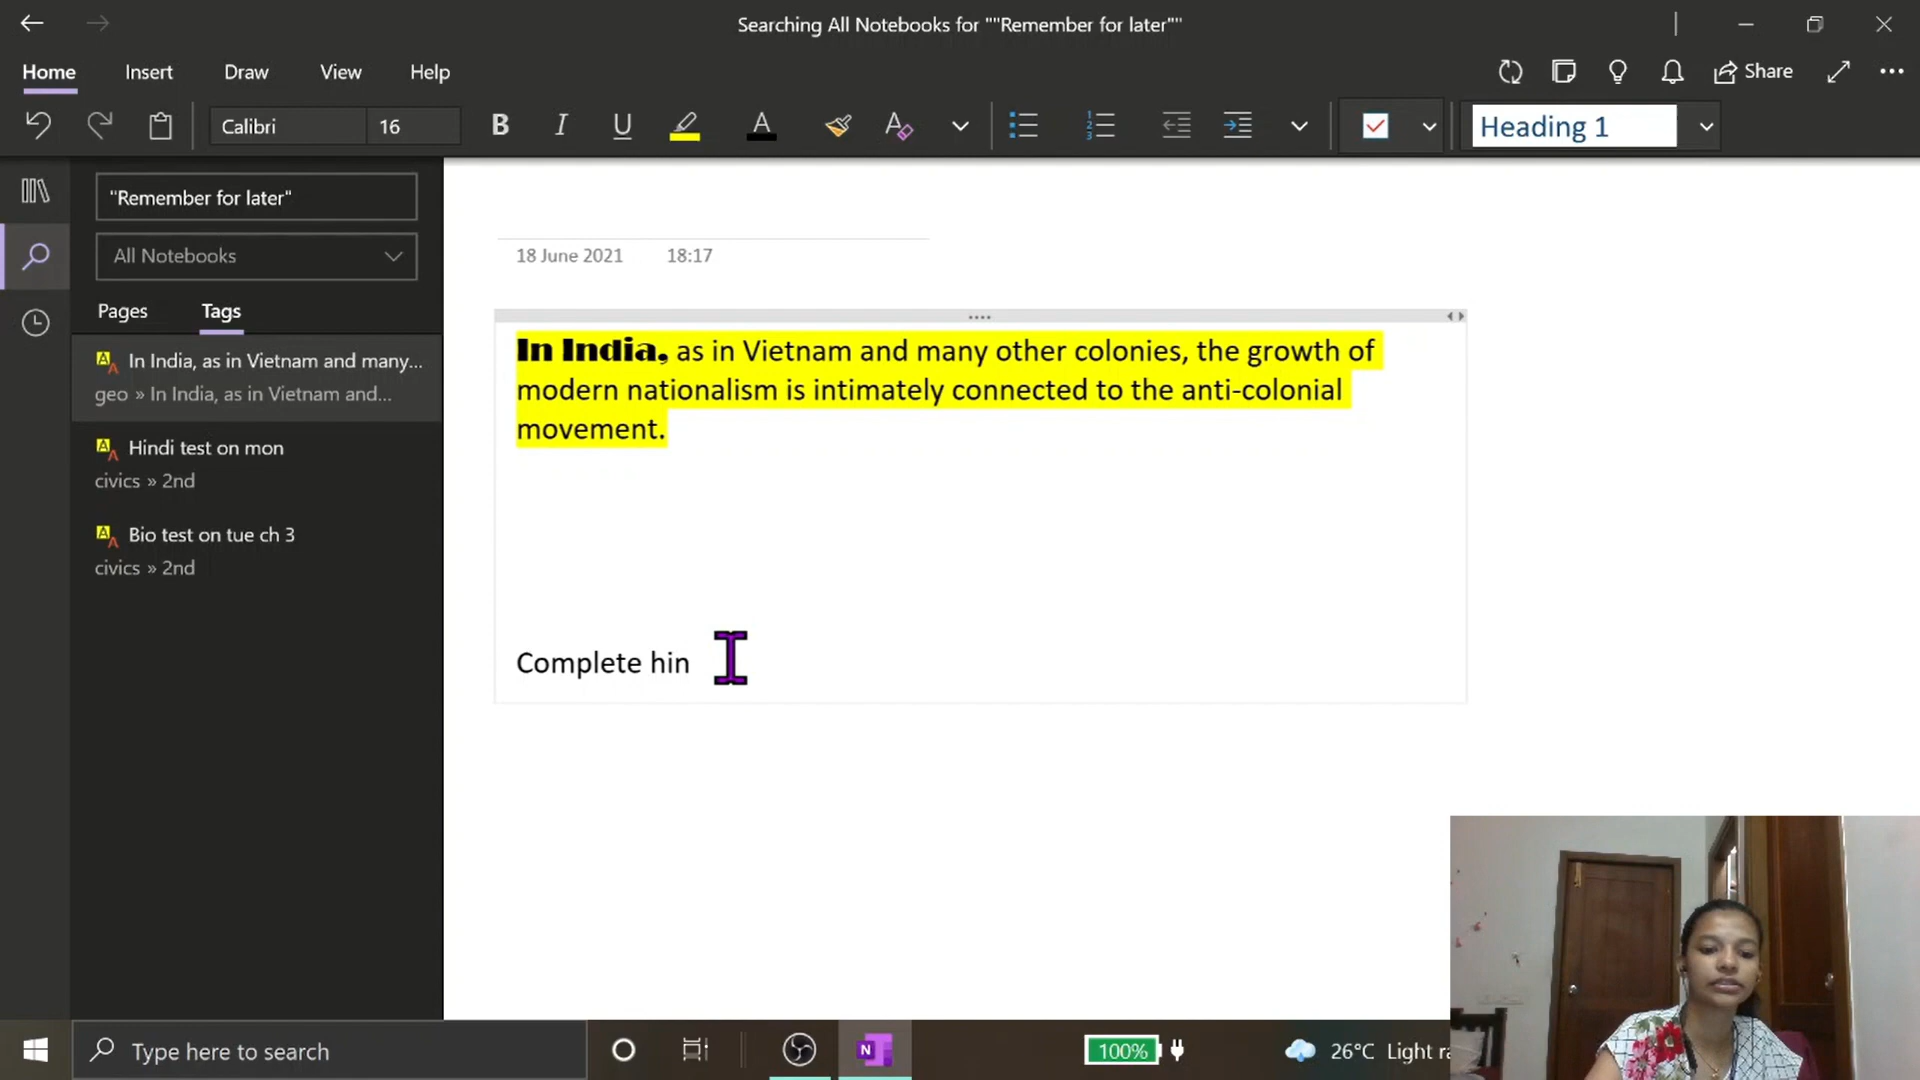 Searching All Notebooks for ""Remember for later""
Home Insert Draw View Help Share
Calibri 16 B I U A A Heading 1
"Remember for later"
All Notebooks
Pages Tags
In India, as in Vietnam and many...
geo » In India, as in Vietnam and...
Hindi test on mon
civics » 2nd
Bio test on tue ch 3
civics » 2nd
18 June 2021 18:17
In India, as in Vietnam and many other colonies, the growth of
modern nationalism is intimately connected to the anti-colonial
movement.
Complete hin
Type here to search
N
100%
26°C Light ra